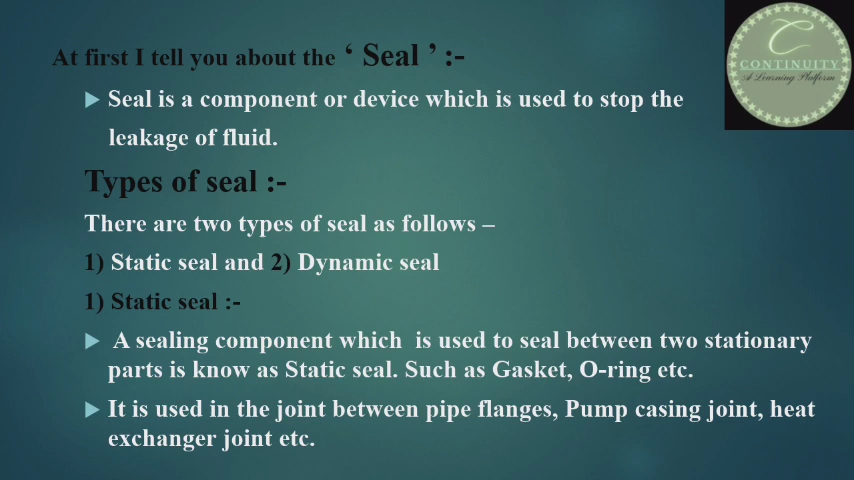 At first I tell you about the ‘ Seal ’ :-
C
CONTINUITY
A Learning Platform
Seal is a component or device which is used to stop the
leakage of fluid.
Types of seal :-
There are two types of seal as follows –
1) Static seal and 2) Dynamic seal
1) Static seal :-
A sealing component which is used to seal between two stationary
parts is know as Static seal. Such as Gasket, O-ring etc.
It is used in the joint between pipe flanges, Pump casing joint, heat
exchanger joint etc.